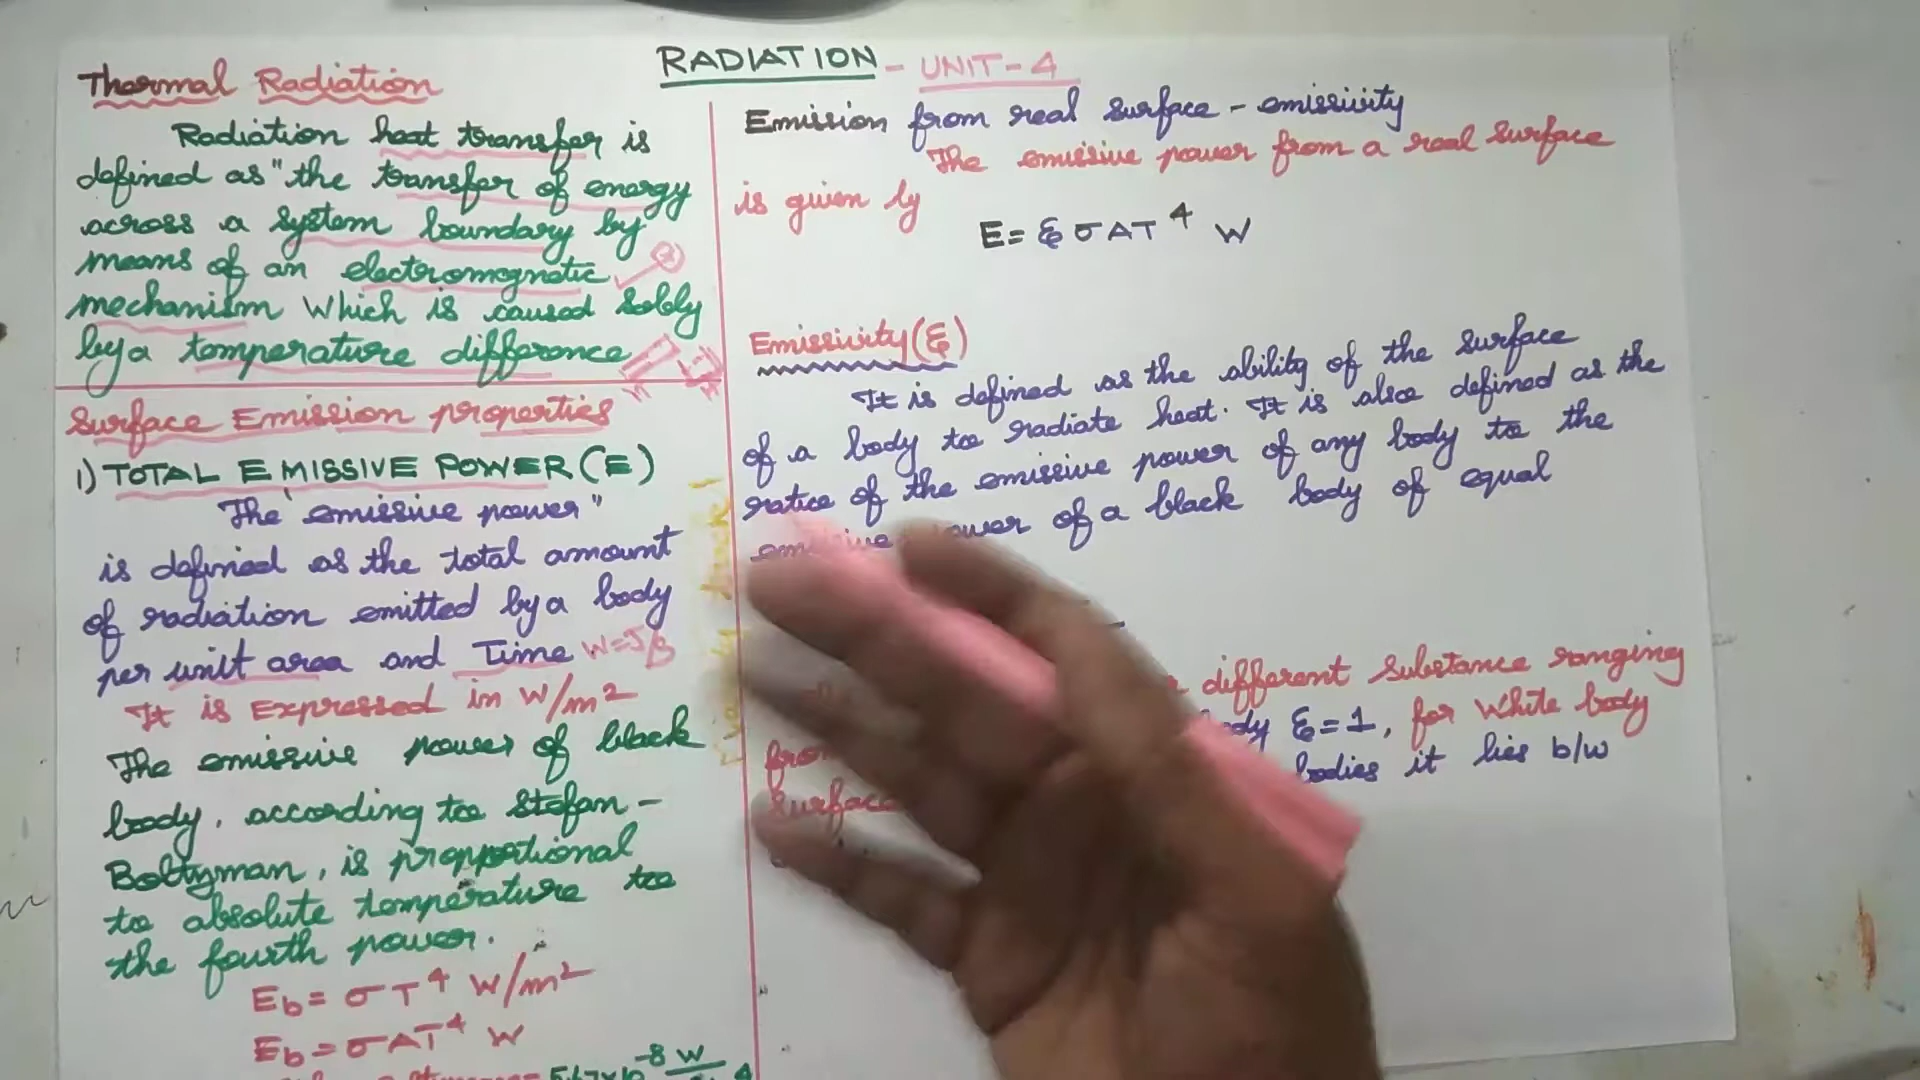 RADIATION - UNIT-4
Thermal Radiation
Radiation heat transfer is
defined as "the transfer of energy
across a system boundary by
means of an electromagnetic
mechanism which is caused solely
by a temperature difference
Surface Emission properties
1) TOTAL EMISSIVE POWER (E)
The "emissive power"
is defined as the total amount
of radiation emitted by a body
per unit area and Time W=J/s
It is Expressed in W/m²
The emissive power of black
body, according to Stefan-
Boltzman, is propportional
to absolute temperature to
the fourth power.
Eb = σT⁴ W/m²
Eb = σAT⁴ W
Emission from real surface - emissivity
The emissive power from a real surface
is given by
E= ε σ AT⁴ W
Emissivity (ε)
It is defined as the ability of the surface
of a body to radiate heat. It is also defined as the
ratio of the emissive power of any body to the
power of a black body of equal
different substance ranging
ε=1, for white body
surface bodies it lies b/w